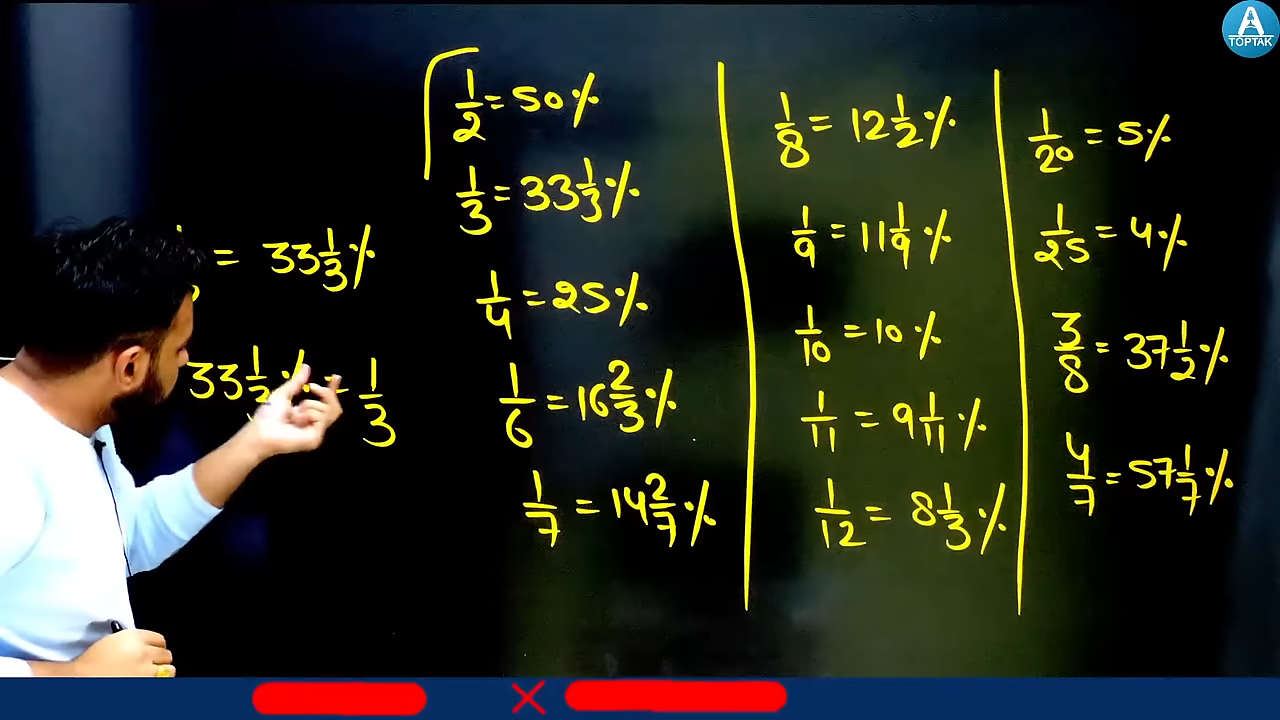 A
TOPTAK
= 33 1/3 %
33 1/3 % = 1/3
1/2 = 50 %
1/3 = 33 1/3 %
1/4 = 25 %
1/6 = 16 2/3 %
1/7 = 14 2/7 %
1/8 = 12 1/2 %
1/9 = 11 1/9 %
1/10 = 10 %
1/11 = 9 1/11 %
1/12 = 8 1/3 %
1/20 = 5 %
1/25 = 4 %
3/8 = 37 1/2 %
4/7 = 57 1/7 %